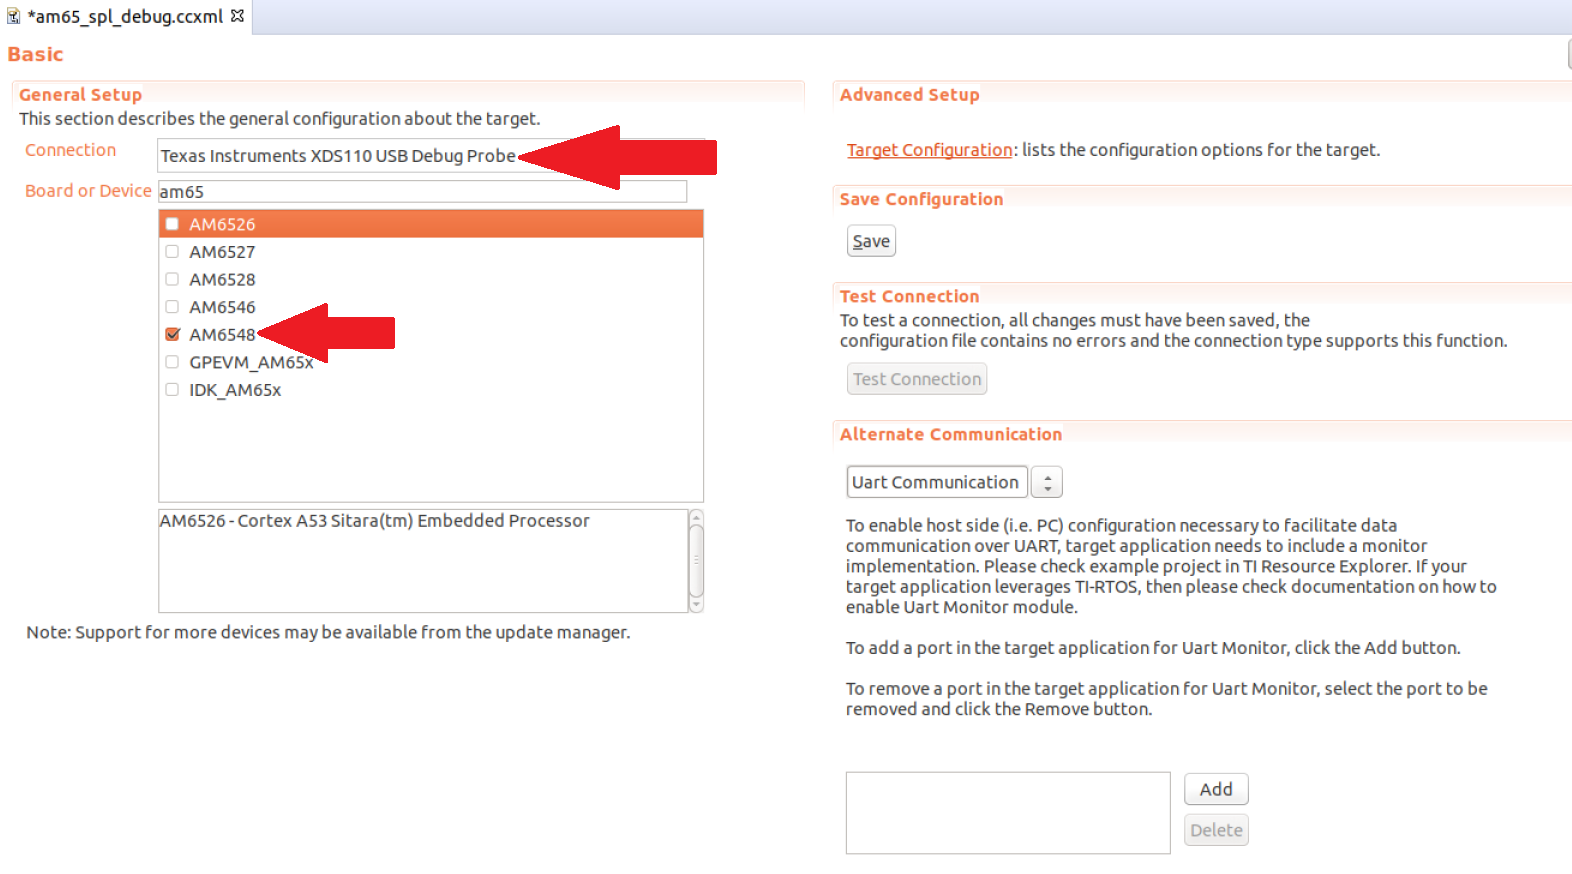 *am65_spl_debug.ccxml
Basic
General Setup
This section describes the general configuration about the target.
Connection
Texas Instruments XDS110 USB Debug Probe
Board or Device
am65
AM6526
AM6527
AM6528
AM6546
AM6548
GPEVM_AM65x
IDK_AM65x
AM6526 - Cortex A53 Sitara(tm) Embedded Processor
Note: Support for more devices may be available from the update manager.
Advanced Setup
Target Configuration: lists the configuration options for the target.
Save Configuration
Save
Test Connection
To test a connection, all changes must have been saved, the
configuration file contains no errors and the connection type supports this function.
Test Connection
Alternate Communication
Uart Communication
To enable host side (i.e. PC) configuration necessary to facilitate data
communication over UART, target application needs to include a monitor
implementation. Please check example project in TI Resource Explorer. If your
target application leverages TI-RTOS, then please check documentation on how to
enable Uart Monitor module.
To add a port in the target application for Uart Monitor, click the Add button.
To remove a port in the target application for Uart Monitor, select the port to be
removed and click the Remove button.
Add
Delete